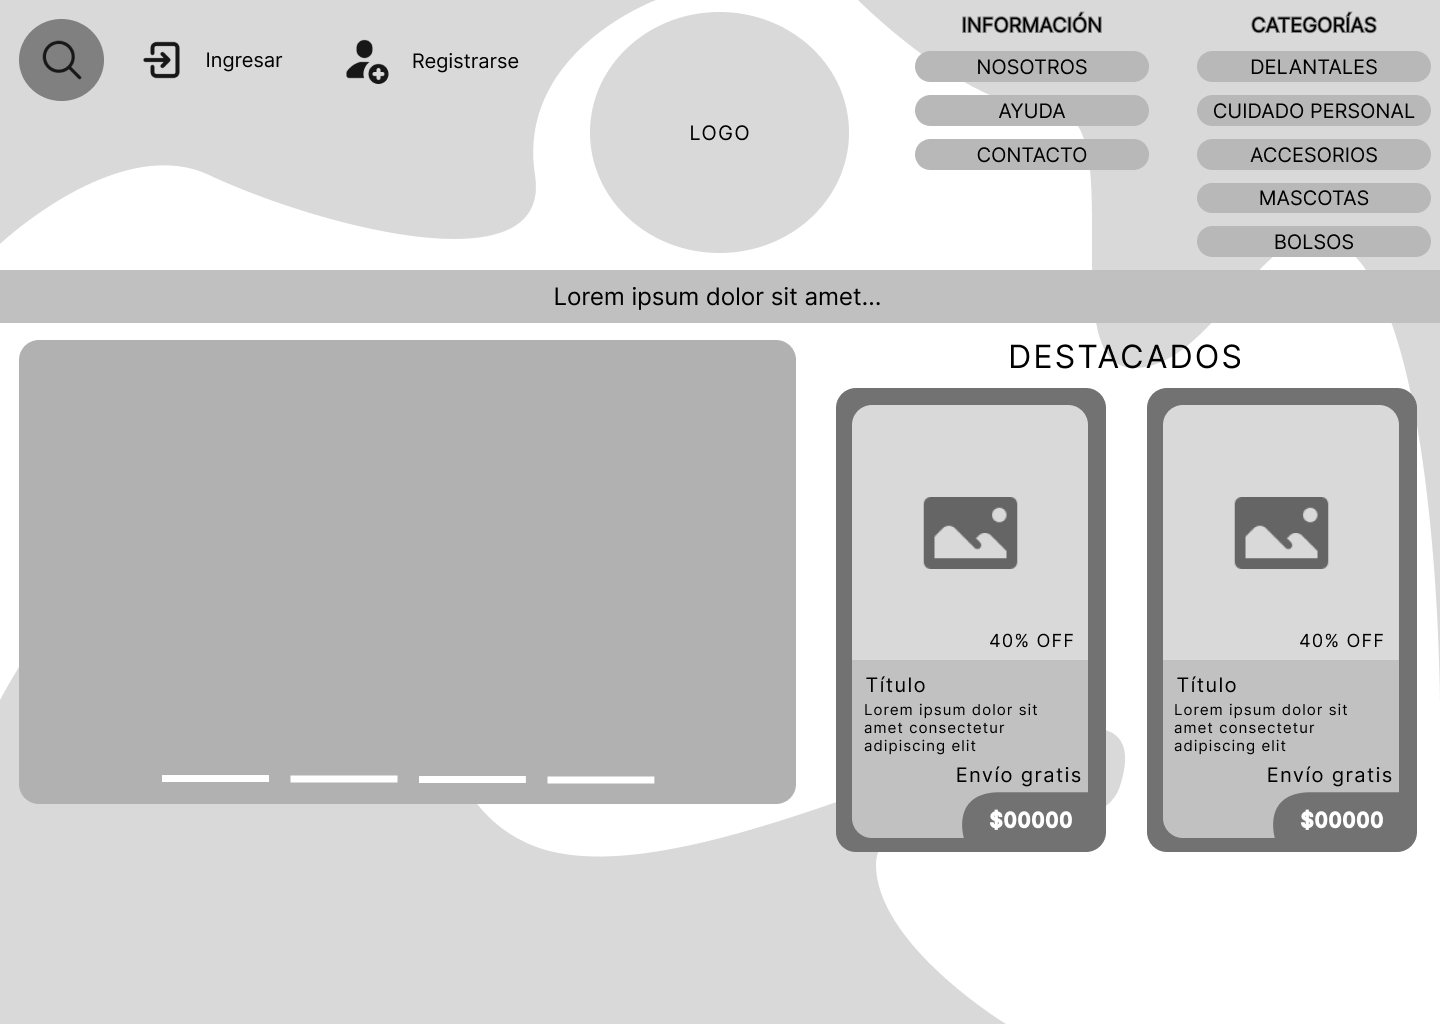 Ingresar
Registrarse
LOGO
INFORMACIÓN
NOSOTROS
AYUDA
CONTACTO
CATEGORÍAS
DELANTALES
CUIDADO PERSONAL
ACCESORIOS
MASCOTAS
BOLSOS
Lorem ipsum dolor sit amet...
DESTACADOS
40% OFF
Título
Lorem ipsum dolor sit
amet consectetur
adipiscing elit
Envío gratis
$00000
40% OFF
Título
Lorem ipsum dolor sit
amet consectetur
adipiscing elit
Envío gratis
$00000